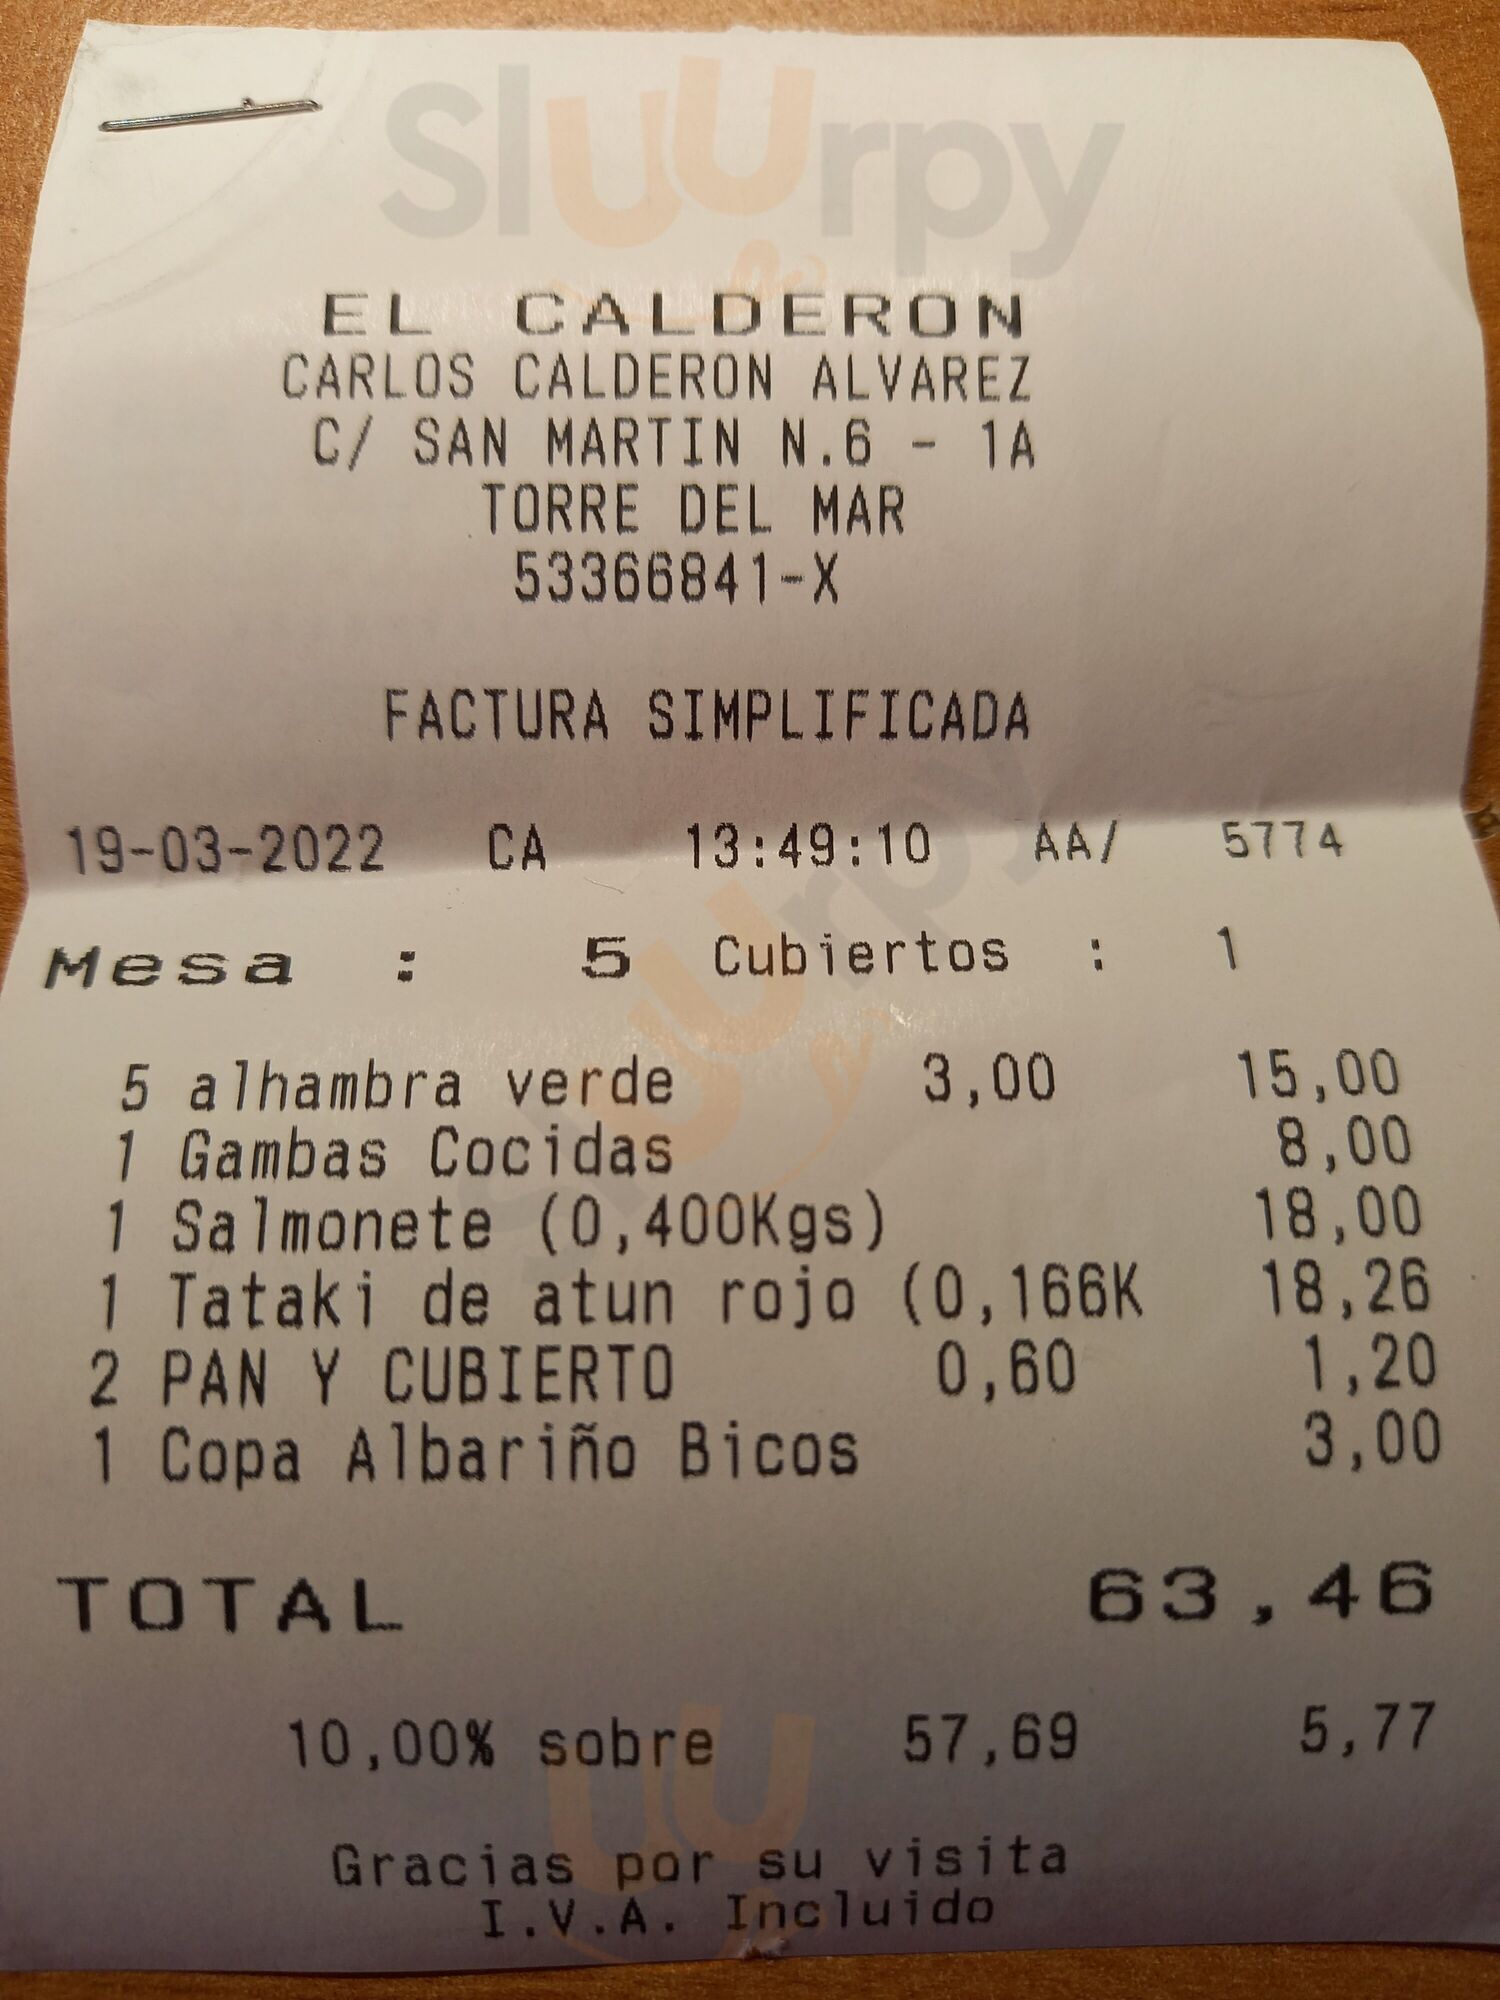 Sluurpy
EL CALDERON
CARLOS CALDERON ALVAREZ
C/ SAN MARTIN N.6 - 1A
TORRE DEL MAR
53366841-X
FACTURA SIMPLIFICADA
19-03-2022 CA 13:49:10 AA/ 5774
Mesa : 5 Cubiertos : 1
5 alhambra verde 3,00 15,00
1 Gambas Cocidas 8,00
1 Salmonete (0,400Kgs) 18,00
1 Tataki de atun rojo (0,166K 18,26
2 PAN Y CUBIERTO 0,60 1,20
1 Copa Albariño Bicos 3,00
TOTAL 63,46
10,00% sobre 57,69 5,77
Gracias por su visita
I.V.A. Incluido